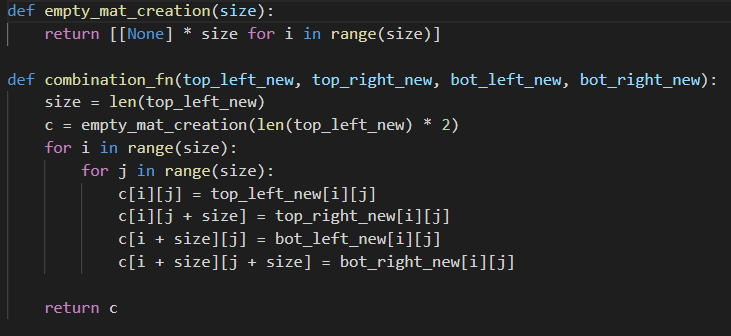 def empty_mat_creation(size):
    return [[None] * size for i in range(size)]

def combination_fn(top_left_new, top_right_new, bot_left_new, bot_right_new):
    size = len(top_left_new)
    c = empty_mat_creation(len(top_left_new) * 2)
    for i in range(size):
        for j in range(size):
            c[i][j] = top_left_new[i][j]
            c[i][j + size] = top_right_new[i][j]
            c[i + size][j] = bot_left_new[i][j]
            c[i + size][j + size] = bot_right_new[i][j]

    return c